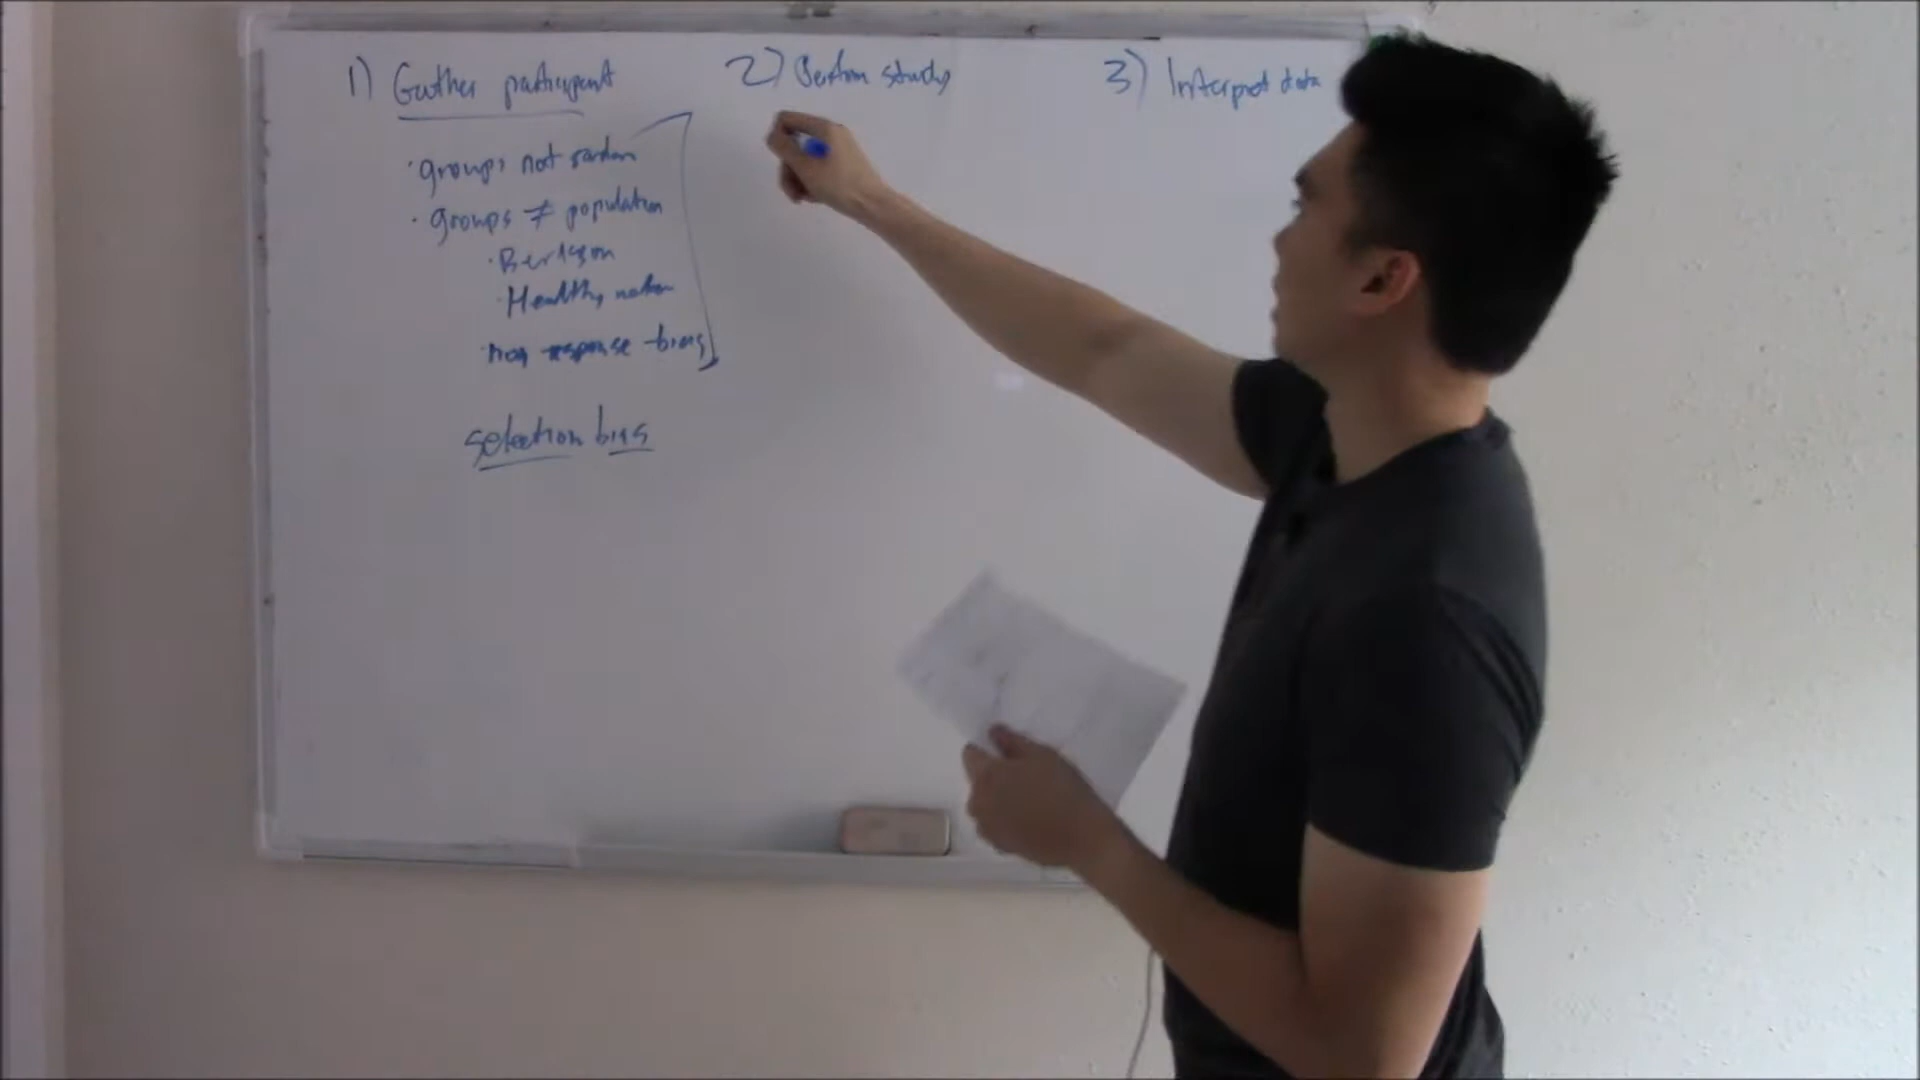 1) Gather participant
· groups not random
· groups ≠ population
· Berkson
· Healthy
· non response bias
selection bias
2) Perform study
3) Interpret data